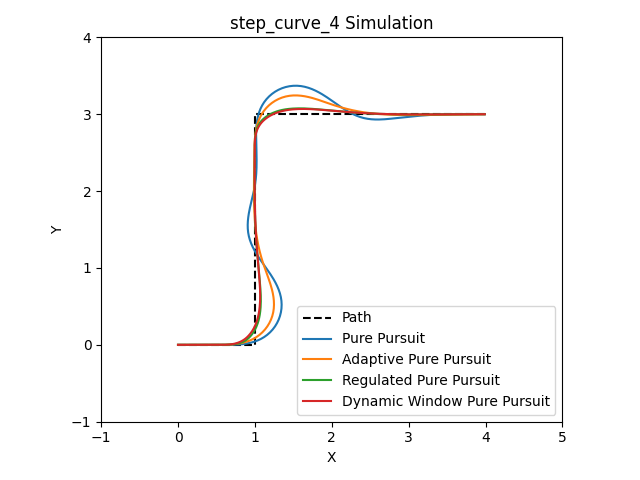 step_curve_4 Simulation
4
3
2
1
0
−1
Y
Path
Pure Pursuit
Adaptive Pure Pursuit
Regulated Pure Pursuit
Dynamic Window Pure Pursuit
−1 0 1 2 3 4 5
X